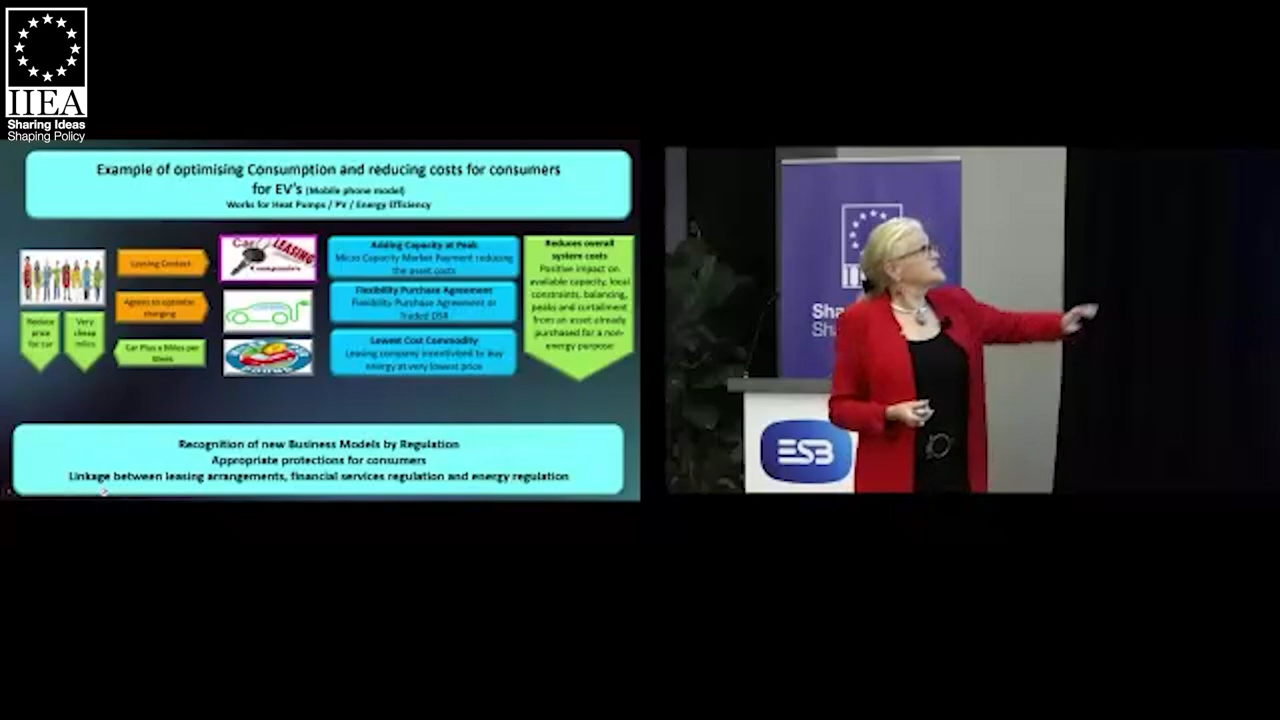 IIEA
Sharing Ideas
Shaping Policy
Example of optimising Consumption and reducing costs for consumers
for EV's (Mobile phone model)
Works for Heat Pumps / PV / Energy Efficiency
Leasing Contract
Agrees to optimise
charging
Reduce
price
for car
Very
cheap
miles
Car Plus x Miles per
Week
Car
LEASING
Companies
Adding Capacity at Peak
Micro Capacity Market Payment reducing
the asset costs
Flexibility Purchase Agreement
Flexibility Purchase Agreement or
Traded DSR
Lowest Cost Commodity
Leasing company incentivised to buy
energy at very lowest price
Reduces overall
system costs
Positive impact on
available capacity, local
constraints, balancing,
peaks and curtailment
from an asset already
purchased for a non-
energy purpose
Recognition of new Business Models by Regulation
Appropriate protections for consumers
Linkage between leasing arrangements, financial services regulation and energy regulation
Sha
Sha
ESB